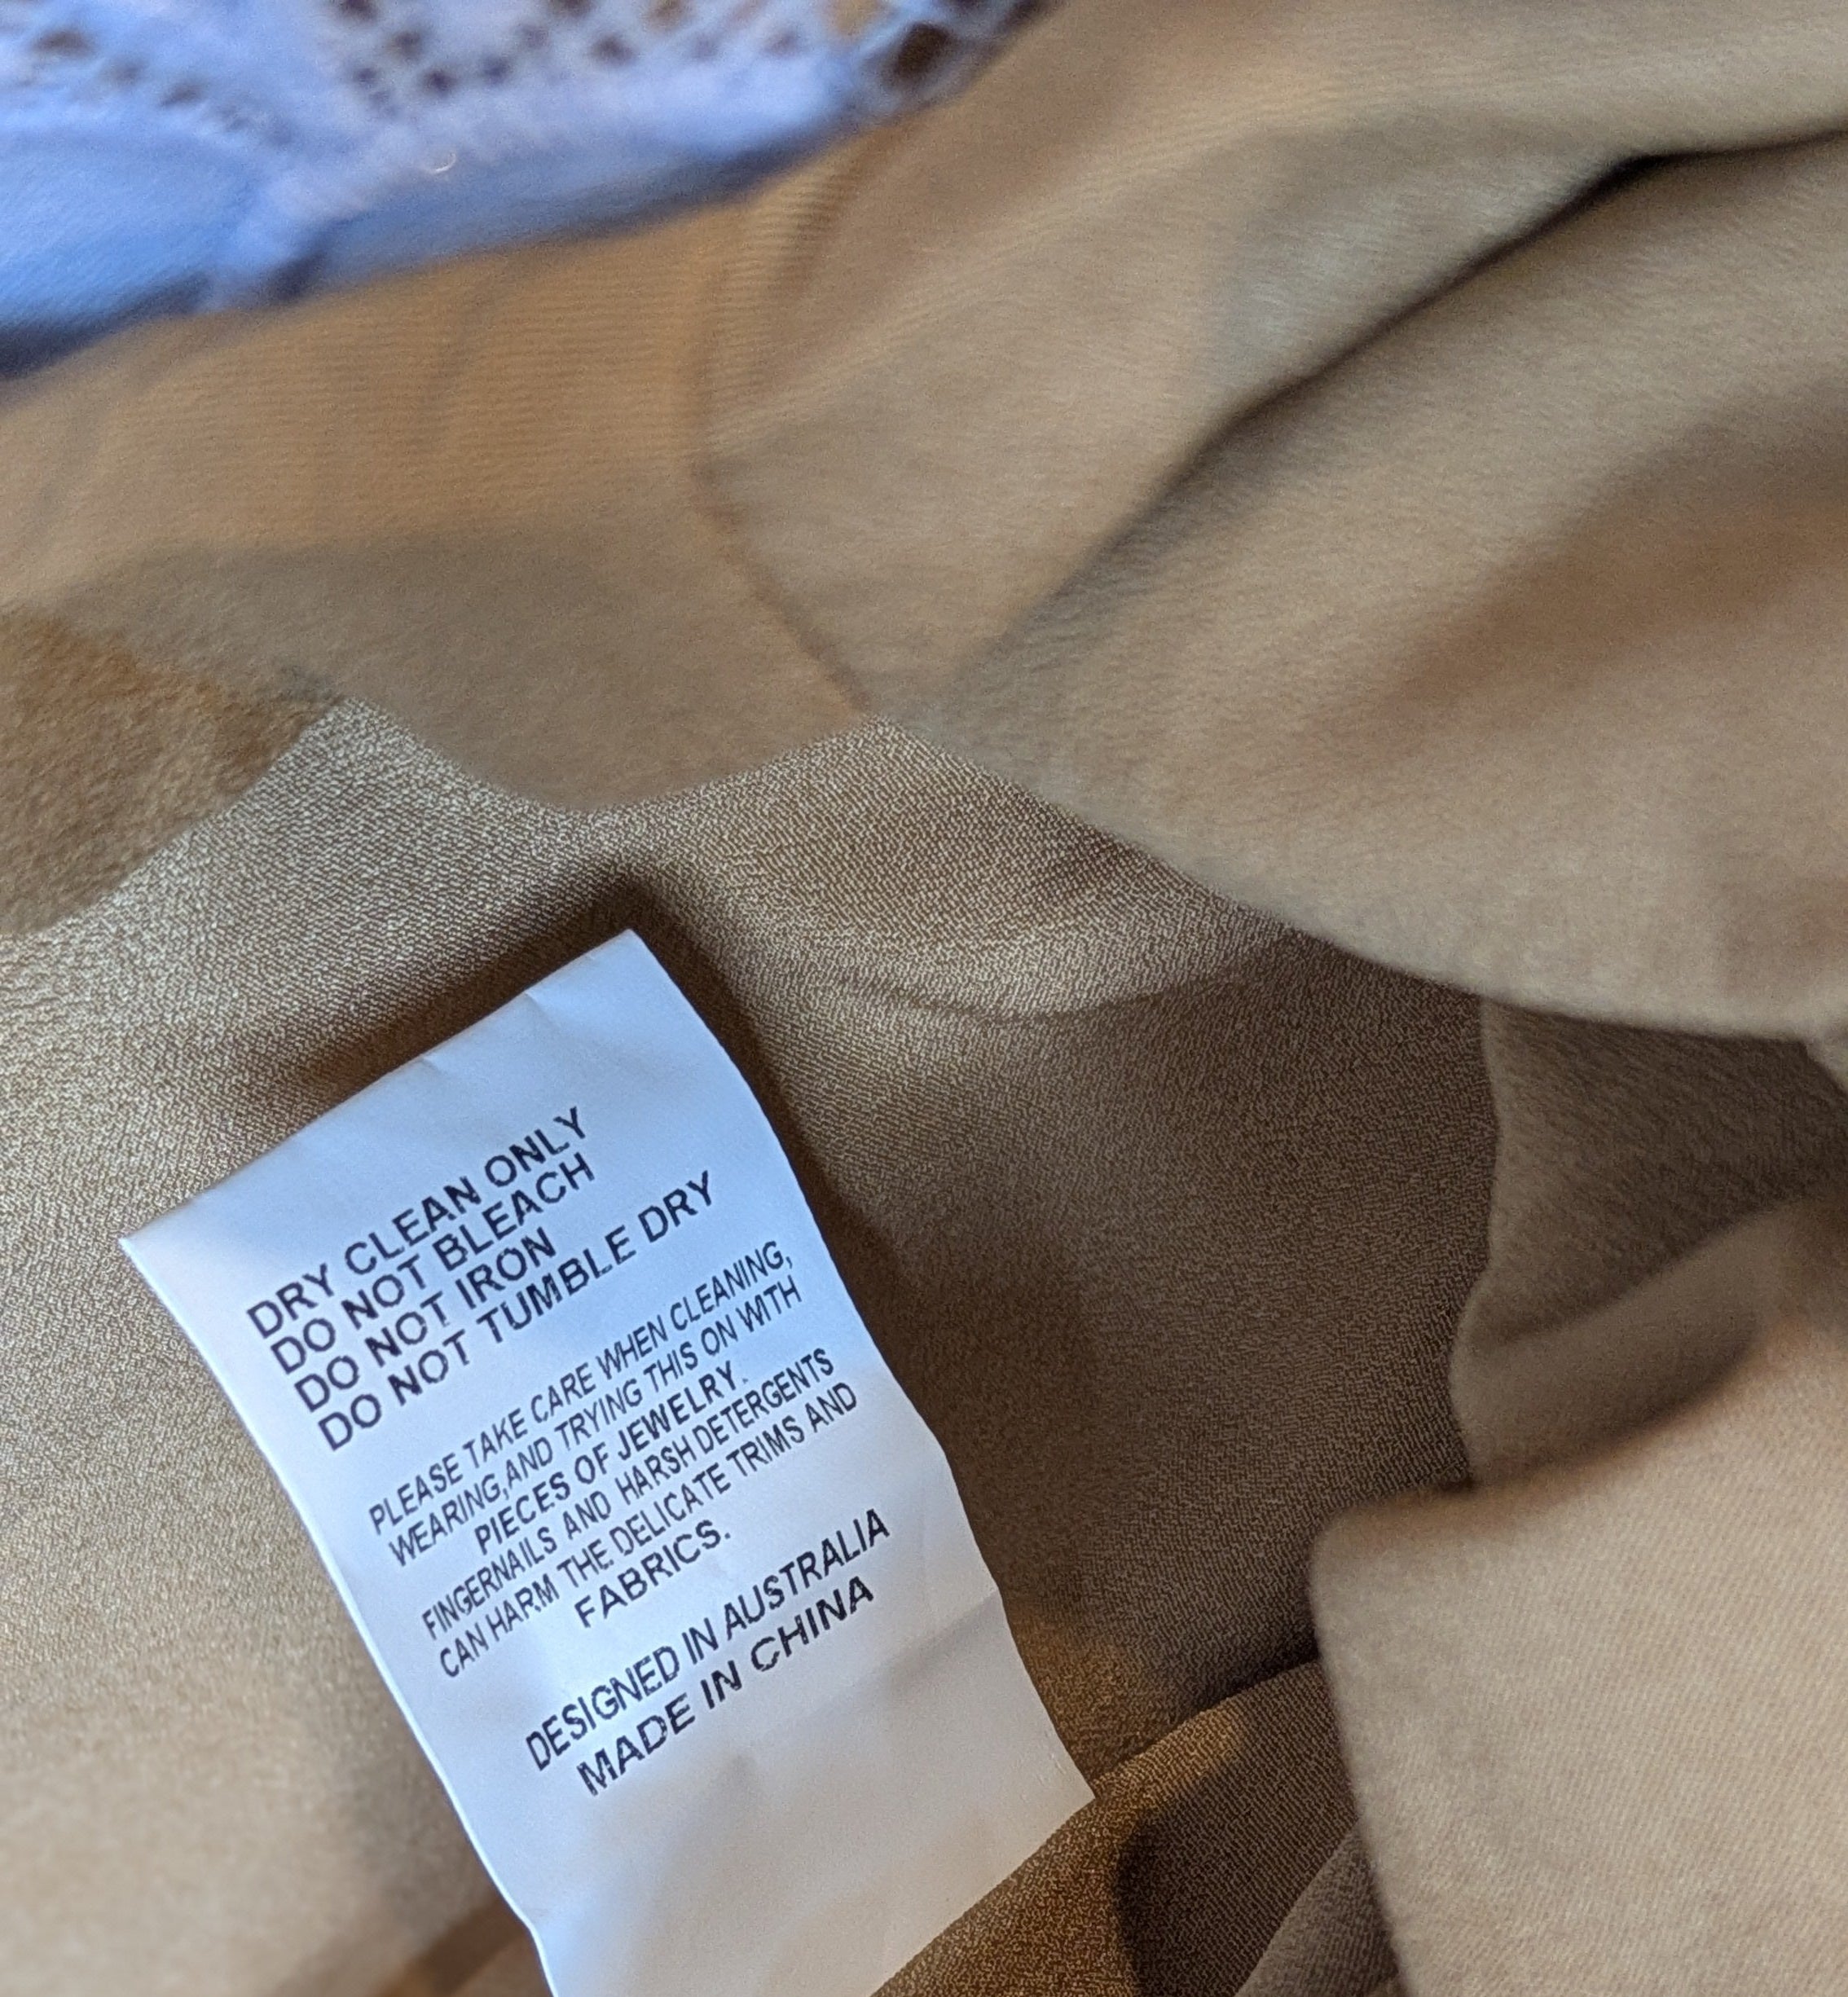 DRY CLEAN ONLY
DO NOT BLEACH
DO NOT IRON
DO NOT TUMBLE DRY
PLEASE TAKE CARE WHEN CLEANING,
WEARING,AND TRYING THIS ON WITH
PIECES OF JEWELRY.
FINGERNAILS AND HARSH DETERGENTS
CAN HARM THE DELICATE TRIMS AND
FABRICS.
DESIGNED IN AUSTRALIA
MADE IN CHINA